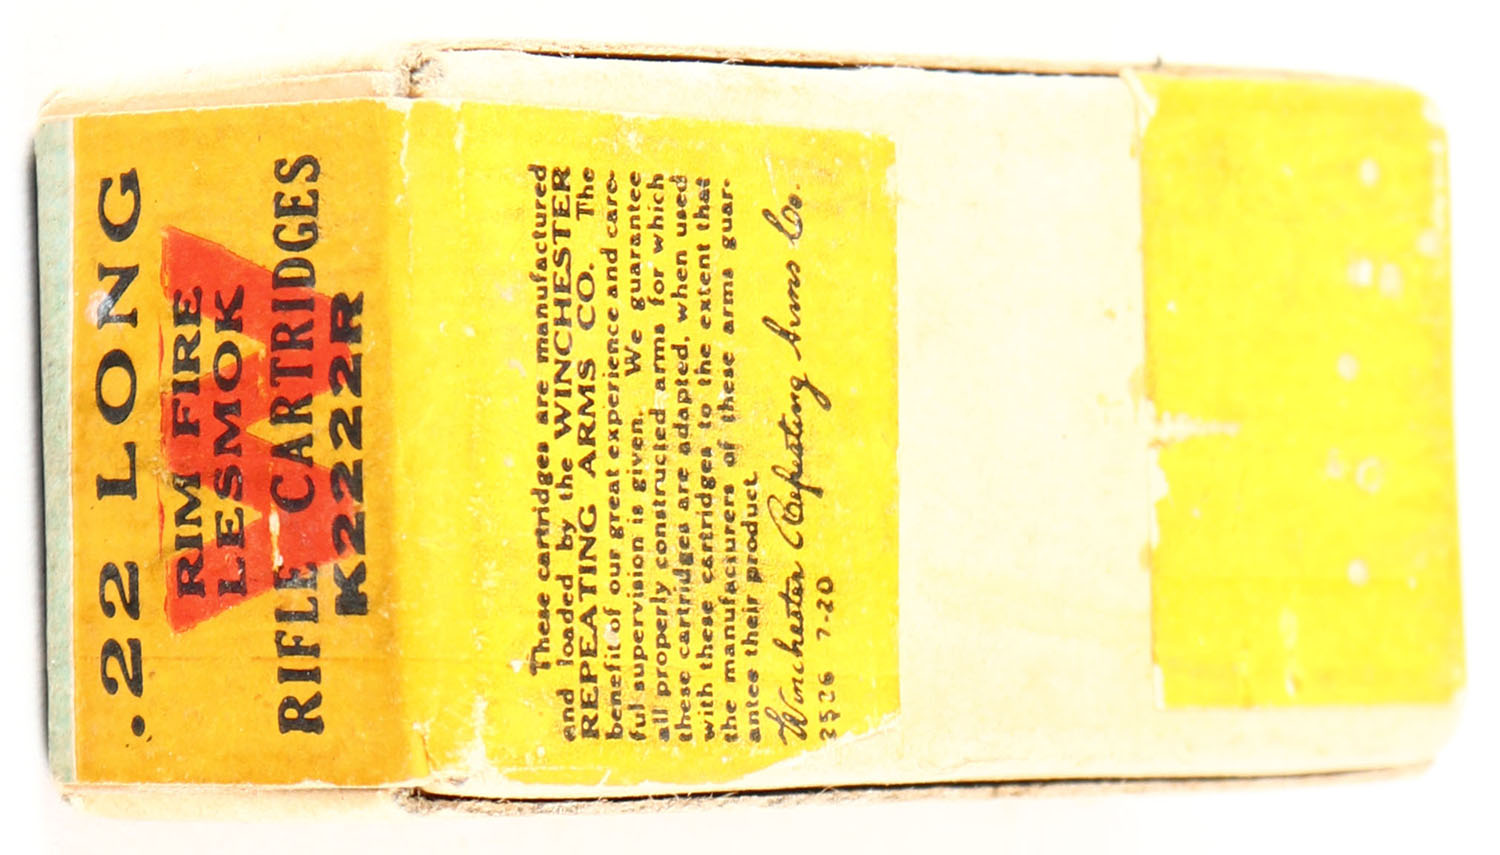 .22 LONG
RIM FIRE
LESMOK
RIFLE CARTRIDGES
K2222R
These cartridges are manufactured
and loaded by the WINCHESTER
REPEATING ARMS CO. The
benefit of our great experience and care-
ful supervision is given. We guarantee
all properly constructed arms for which
these cartridges are adapted, when used
with these cartridges to the extent that
the manufacturers of these arms guar-
antee their product.
Winchester Repeating Arms Co.
7-20